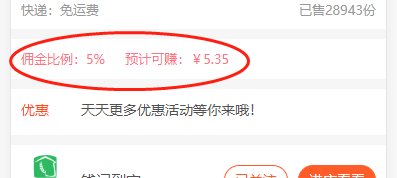 快递：免运费 已售28943份
佣金比例：5% 预计可赚：￥5.35
优惠 天天更多优惠活动等你来哦！